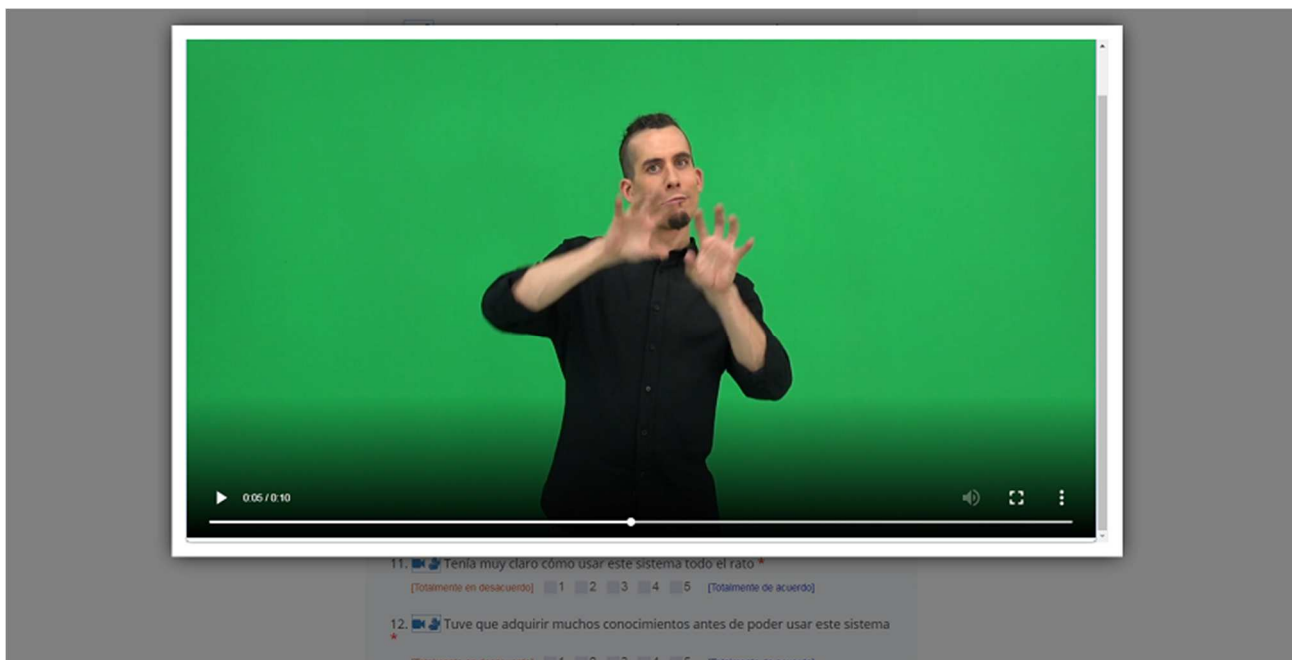 0:05 / 0:10
11. Tenía muy claro cómo usar este sistema todo el rato *
[Totalmente en desacuerdo] 1 2 3 4 5 [Totalmente de acuerdo]
12. Tuve que adquirir muchos conocimientos antes de poder usar este sistema
*